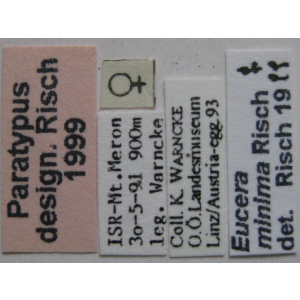 Paratypus
design. Risch
1999
♀
ISR-Mt.Meron
30-5-91 900m
leg. Warncke
Coll. K. WARNCKE
O.Ö.Landesmuseum
Linz/Austria-egg.93
Eucera
minima Risch ♀
det. Risch 19